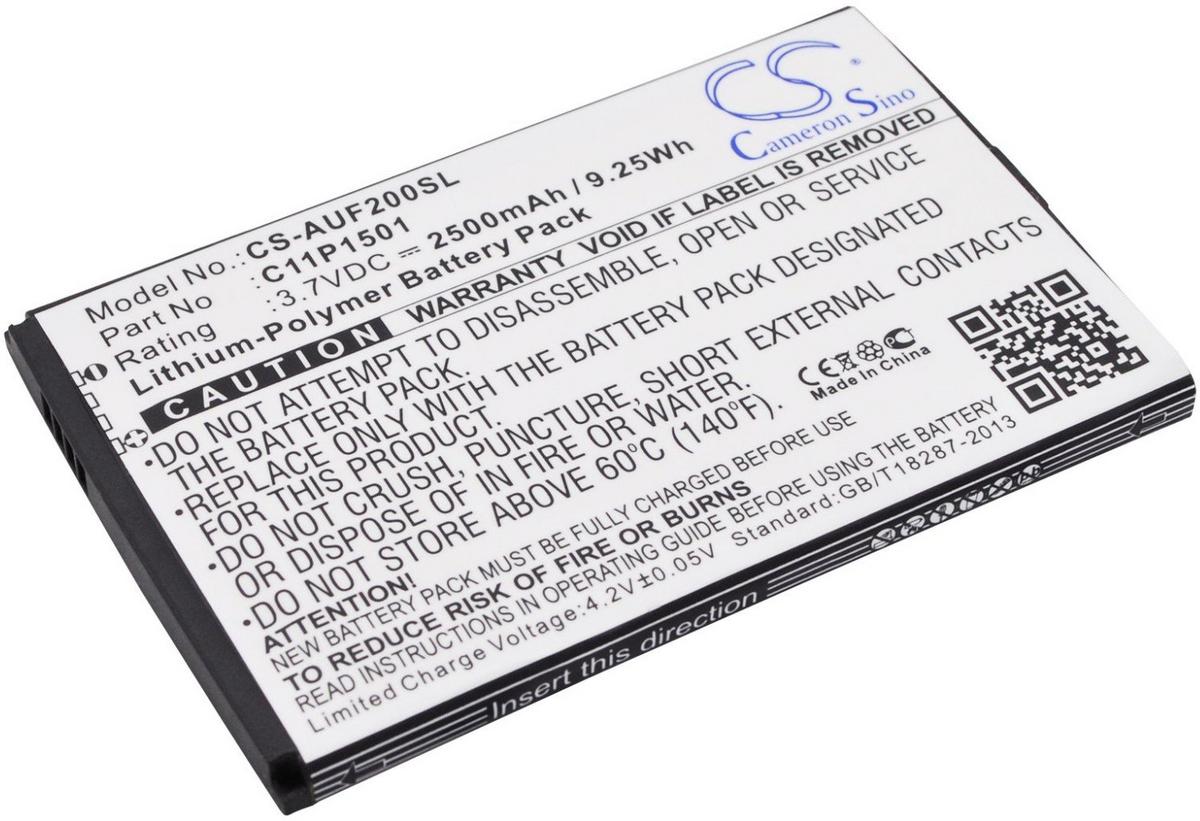 CS
®
Cameron Sino
Model No.: CS-AUF200SL
Part No : C11P1501
Rating : 3.7VDC ⎓ 2500mAh / 9.25Wh
Lithium-Polymer Battery Pack
CAUTION WARRANTY VOID IF LABEL IS REMOVED
•DO NOT ATTEMPT TO DISASSEMBLE, OPEN OR SERVICE
THE BATTERY PACK.
•REPLACE ONLY WITH THE BATTERY PACK DESIGNATED
FOR THIS PRODUCT.
•DO NOT CRUSH, PUNCTURE, SHORT EXTERNAL CONTACTS
OR DISPOSE OF IN FIRE OR WATER.
•DO NOT STORE ABOVE 60°C (140°F).
CE
Made in China
ATTENTION!
NEW BATTERY PACK MUST BE FULLY CHARGED BEFORE USE
TO REDUCE RISK OF FIRE OR BURNS
READ INSTRUCTIONS IN OPERATING GUIDE BEFORE USING THE BATTERY
Limited Charge Voltage:4.2V±0.05V Standard:GB/T18287-2013
Insert this direction